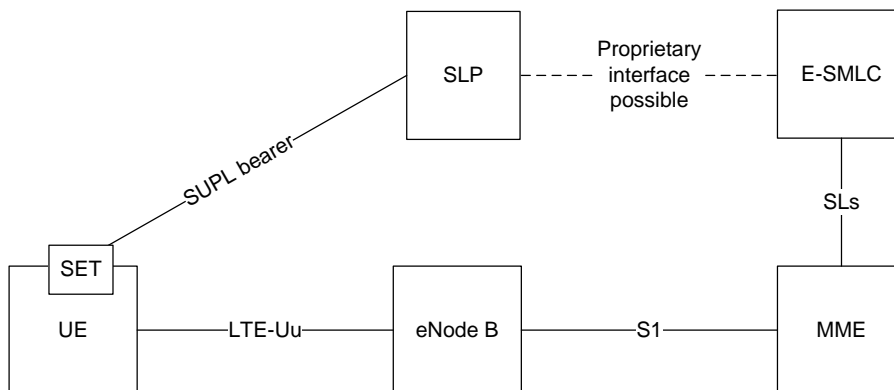 SLP
Proprietary
interface
possible
E-SMLC
SUPL bearer
SLs
SET
UE
LTE-Uu
eNode B
S1
MME